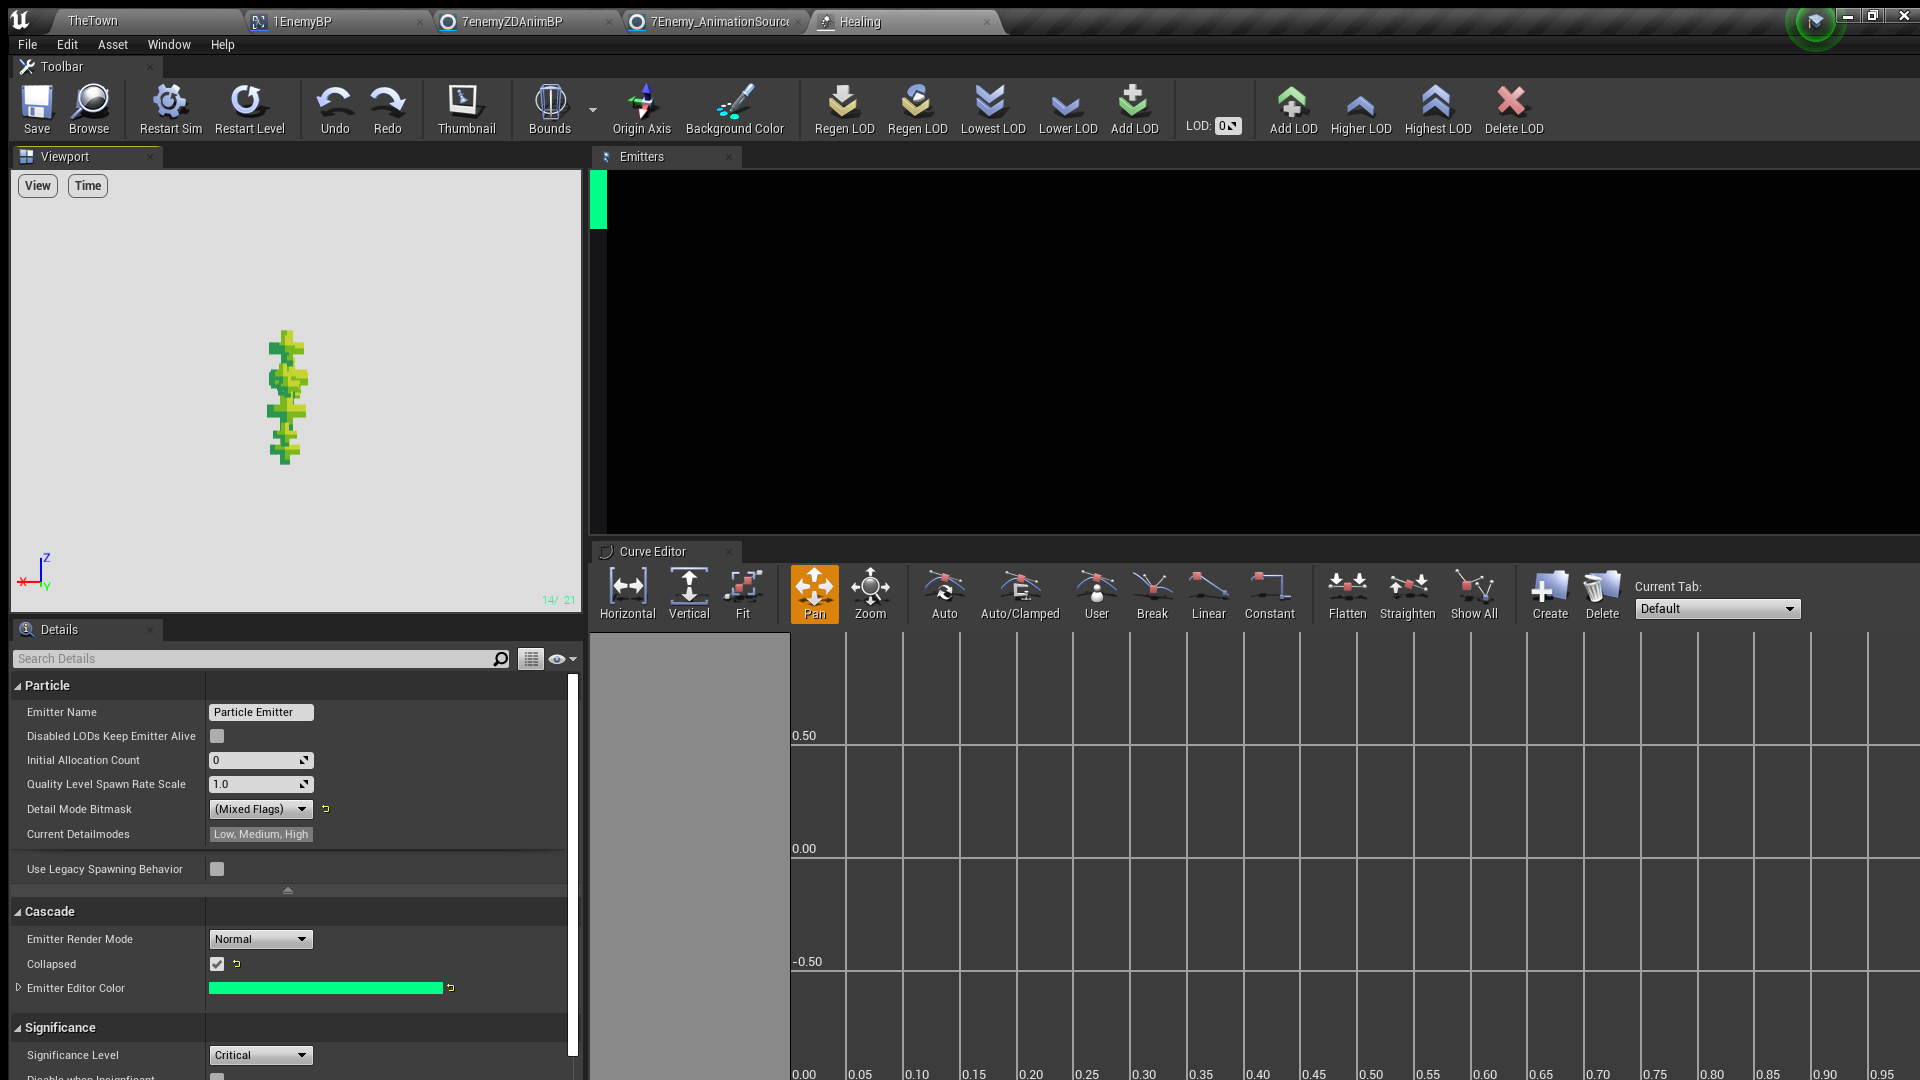 TheTown
1EnemyBP
7enemyZDAnimBP
7Enemy_AnimationSource
Healing
File
Edit
Asset
Window
Help
Toolbar
Save
Browse
Restart Sim
Restart Level
Undo
Redo
Thumbnail
Bounds
Origin Axis
Background Color
Regen LOD
Regen LOD
Lowest LOD
Lower LOD
Add LOD
LOD: 0
Add LOD
Higher LOD
Highest LOD
Delete LOD
Viewport
View
Time
Z
X
Y
14/ 21
Emitters
Curve Editor
Horizontal
Vertical
Fit
Pan
Zoom
Auto
Auto/Clamped
User
Break
Linear
Constant
Flatten
Straighten
Show All
Create
Delete
Current Tab:
Default
0.50
0.00
-0.50
0.00 0.05 0.10 0.15 0.20 0.25 0.30 0.35 0.40 0.45 0.50 0.55 0.60 0.65 0.70 0.75 0.80 0.85 0.90 0.95
Details
Search Details
Particle
Emitter Name
Particle Emitter
Disabled LODs Keep Emitter Alive
Initial Allocation Count
0
Quality Level Spawn Rate Scale
1.0
Detail Mode Bitmask
(Mixed Flags)
Current Detailmodes
Low, Medium, High
Use Legacy Spawning Behavior
Cascade
Emitter Render Mode
Normal
Collapsed
Emitter Editor Color
Significance
Significance Level
Critical
Disable when Insignificant